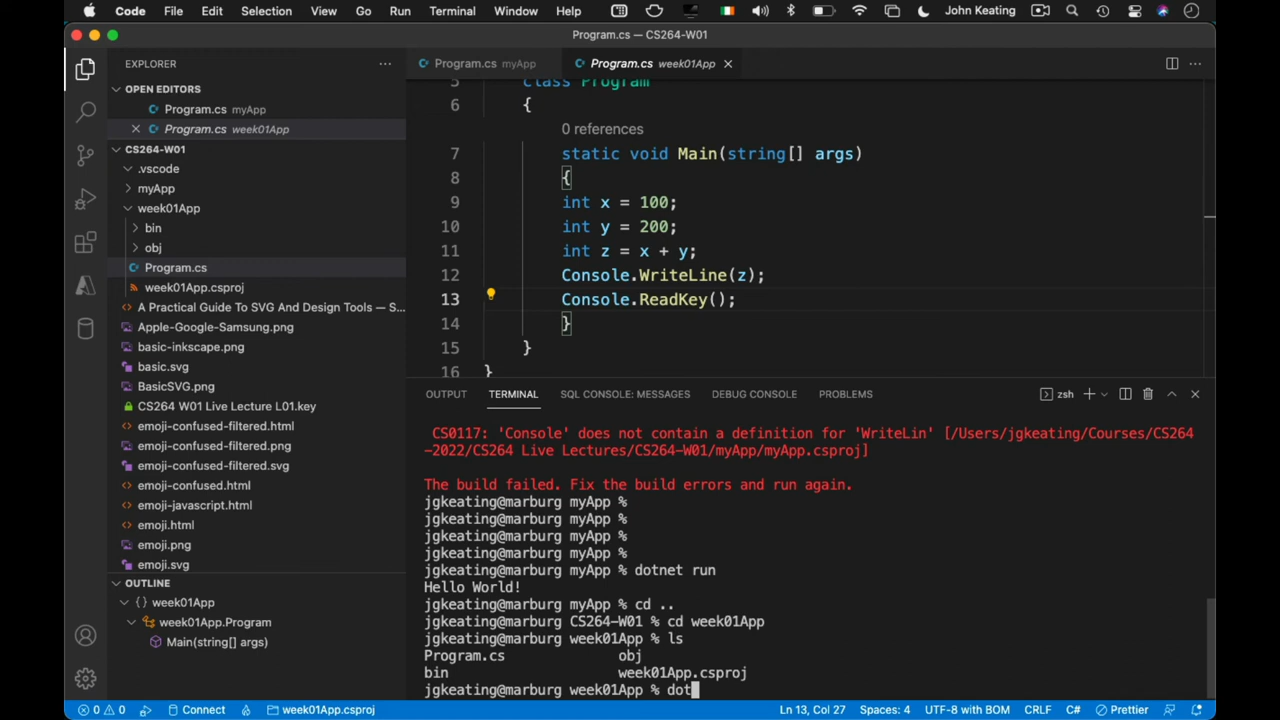 Code File Edit Selection View Go Run Terminal Window Help John Keating
Program.cs — CS264-W01
EXPLORER
OPEN EDITORS
Program.cs myApp
Program.cs week01App
CS264-W01
.vscode
myApp
week01App
bin
obj
Program.cs
week01App.csproj
A Practical Guide To SVG And Design Tools — S...
Apple-Google-Samsung.png
basic-inkscape.png
basic.svg
BasicSVG.png
CS264 W01 Live Lecture L01.key
emoji-confused-filtered.html
emoji-confused-filtered.png
emoji-confused-filtered.svg
emoji-confused.html
emoji-javascript.html
emoji.html
emoji.png
emoji.svg
OUTLINE
{} week01App
week01App.Program
Main(string[] args)
Program.cs myApp Program.cs week01App
5 class Program
6 {
0 references
7 static void Main(string[] args)
8 {
9 int x = 100;
10 int y = 200;
11 int z = x + y;
12 Console.WriteLine(z);
13 Console.ReadKey();
14 }
15 }
16 }
OUTPUT TERMINAL SQL CONSOLE: MESSAGES DEBUG CONSOLE PROBLEMS zsh
CS0117: 'Console' does not contain a definition for 'WriteLin' [/Users/jgkeating/Courses/CS264
-2022/CS264 Live Lectures/CS264-W01/myApp/myApp.csproj]
The build failed. Fix the build errors and run again.
jgkeating@marburg myApp %
jgkeating@marburg myApp %
jgkeating@marburg myApp %
jgkeating@marburg myApp %
jgkeating@marburg myApp % dotnet run
Hello World!
jgkeating@marburg myApp % cd ..
jgkeating@marburg CS264-W01 % cd week01App
jgkeating@marburg week01App % ls
Program.cs obj
bin week01App.csproj
jgkeating@marburg week01App % dot
0 0 Connect week01App.csproj Ln 13, Col 27 Spaces: 4 UTF-8 with BOM CRLF C# Prettier